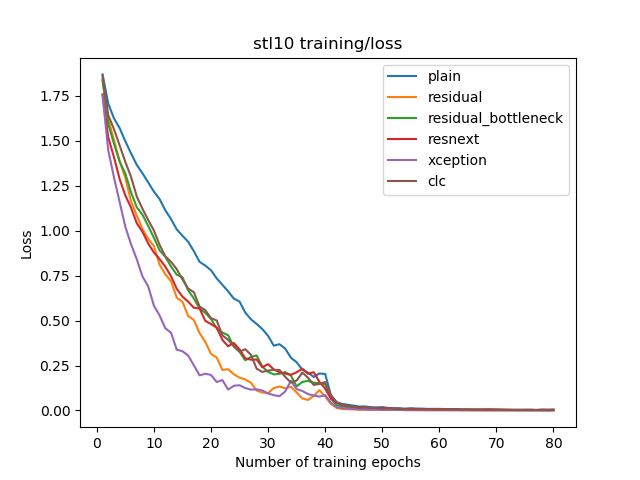 stl10 training/loss
plain
residual
residual_bottleneck
resnext
xception
clc
1.75
1.50
1.25
1.00
0.75
0.50
0.25
0.00
Loss
0 10 20 30 40 50 60 70 80
Number of training epochs